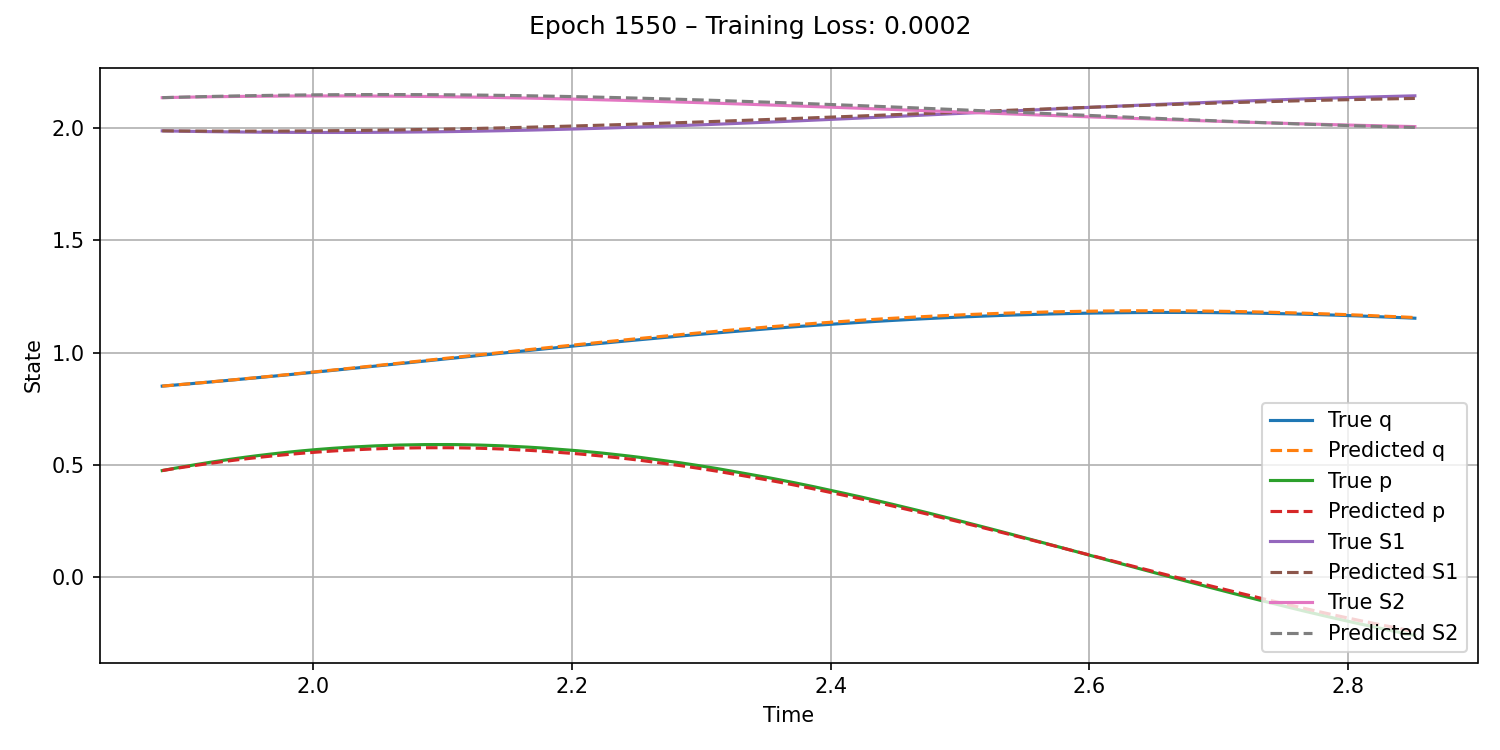 Epoch 1550 – Training Loss: 0.0002
State
2.0
1.5
1.0
0.5
0.0
True q
Predicted q
True p
Predicted p
True S1
Predicted S1
True S2
Predicted S2
2.0 2.2 2.4 2.6 2.8
Time